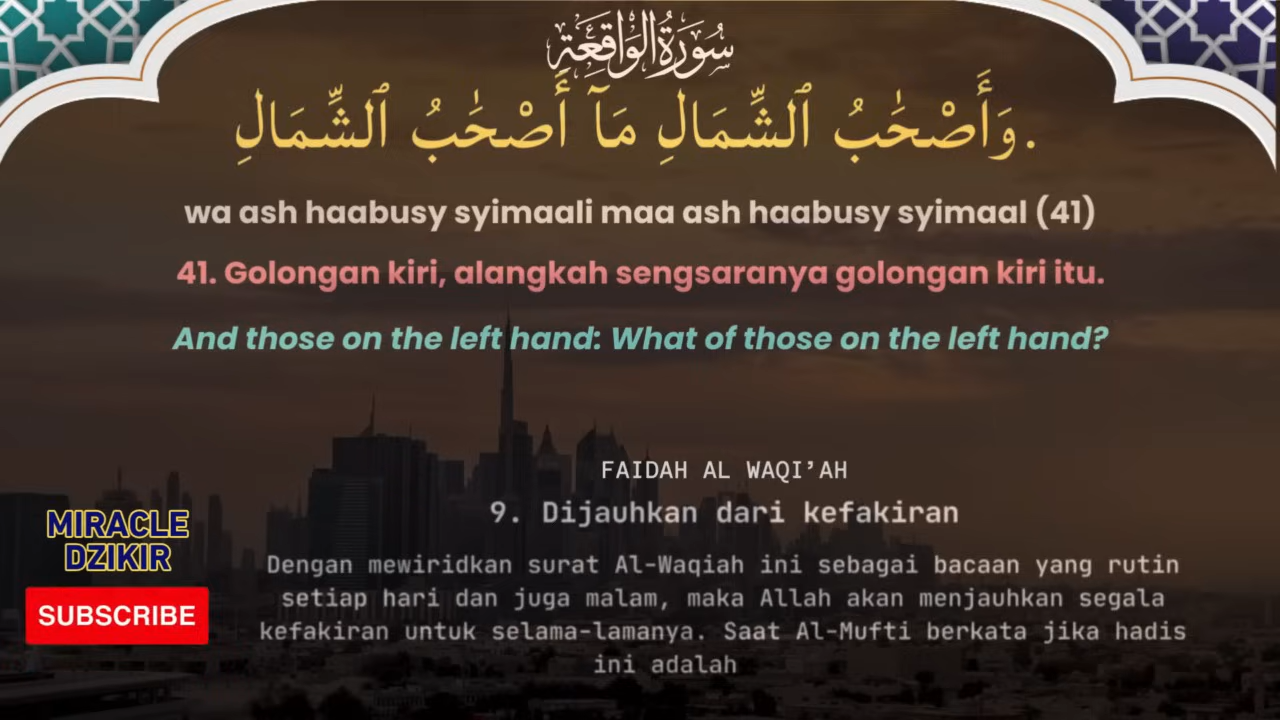 سُورَةُ الْوَاقِعَةِ
وَأَصْحَٰبُ ٱلشِّمَالِ مَآ أَصْحَٰبُ ٱلشِّمَالِ.
wa ash haabusy syimaali maa ash haabusy syimaal (41)
41. Golongan kiri, alangkah sengsaranya golongan kiri itu.
And those on the left hand: What of those on the left hand?
FAIDAH AL WAQI’AH
9. Dijauhkan dari kefakiran
Dengan mewiridkan surat Al-Waqiah ini sebagai bacaan yang rutin
setiap hari dan juga malam, maka Allah akan menjauhkan segala
kefakiran untuk selama-lamanya. Saat Al-Mufti berkata jika hadis
ini adalah
MIRACLE
DZIKIR
SUBSCRIBE